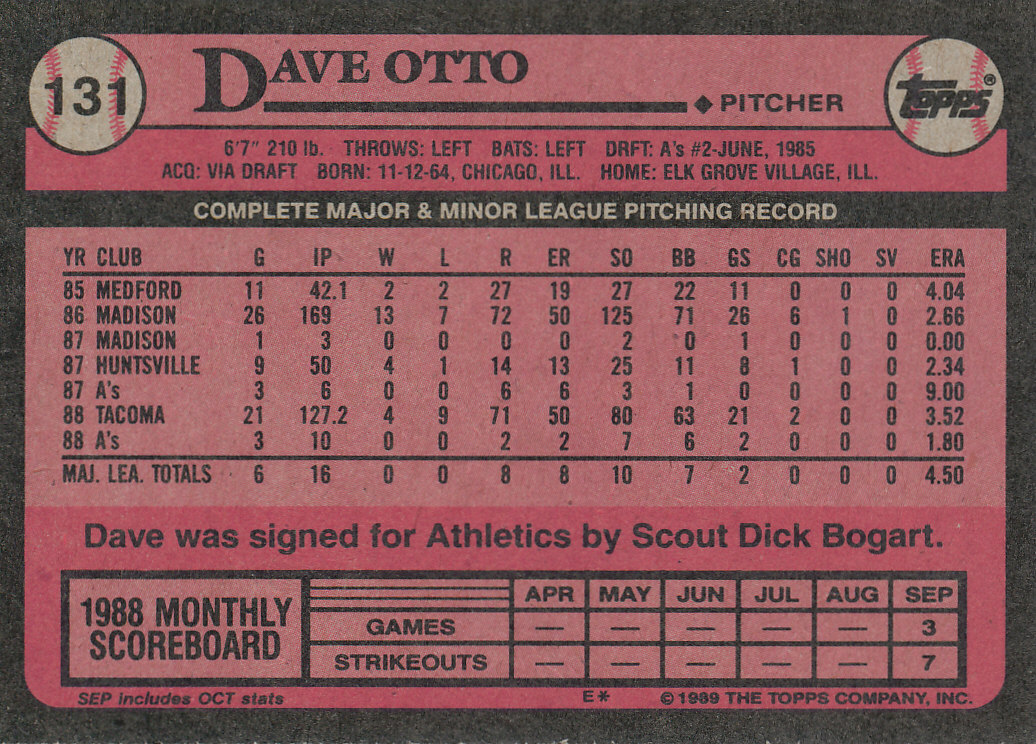 131 DAVE OTTO ◆ PITCHER TOPPS®
6'7" 210 lb. THROWS: LEFT BATS: LEFT DRFT: A's #2-JUNE, 1985
ACQ: VIA DRAFT BORN: 11-12-64, CHICAGO, ILL. HOME: ELK GROVE VILLAGE, ILL.
COMPLETE MAJOR & MINOR LEAGUE PITCHING RECORD
YR CLUB G IP W L R ER SO BB GS CG SHO SV ERA
85 MEDFORD 11 42.1 2 2 27 19 27 22 11 0 0 0 4.04
86 MADISON 26 169 13 7 72 50 125 71 26 6 1 0 2.66
87 MADISON 1 3 0 0 0 0 2 0 1 0 0 0 0.00
87 HUNTSVILLE 9 50 4 1 14 13 25 11 8 1 0 0 2.34
87 A's 3 6 0 0 6 6 3 1 0 0 0 0 9.00
88 TACOMA 21 127.2 4 9 71 50 80 63 21 2 0 0 3.52
88 A's 3 10 0 0 2 2 7 6 2 0 0 0 1.80
MAJ. LEA. TOTALS 6 16 0 0 8 8 10 7 2 0 0 0 4.50
Dave was signed for Athletics by Scout Dick Bogart.
1988 MONTHLY
SCOREBOARD
APR MAY JUN JUL AUG SEP
GAMES — — — — — 3
STRIKEOUTS — — — — — 7
SEP includes OCT stats E* © 1989 THE TOPPS COMPANY, INC.